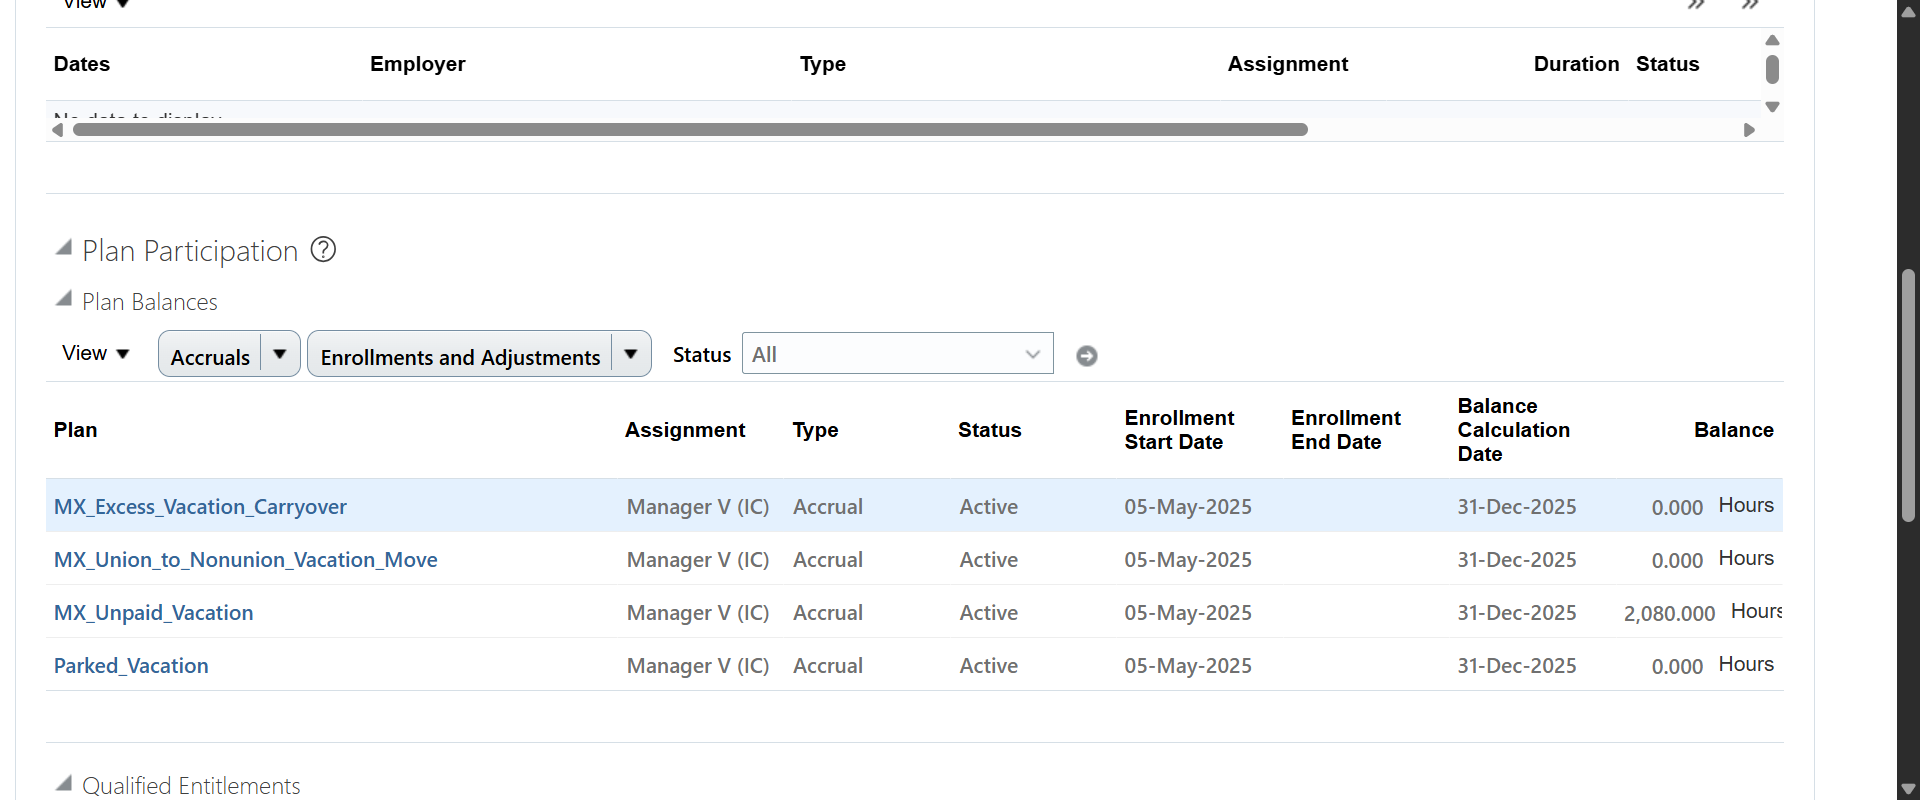 View
Dates Employer Type Assignment Duration Status
No data to display
Plan Participation
Plan Balances
View Accruals Enrollments and Adjustments Status All
Plan Assignment Type Status Enrollment Start Date Enrollment End Date Balance Calculation Date Balance
MX_Excess_Vacation_Carryover Manager V (IC) Accrual Active 05-May-2025 31-Dec-2025 0.000 Hours
MX_Union_to_Nonunion_Vacation_Move Manager V (IC) Accrual Active 05-May-2025 31-Dec-2025 0.000 Hours
MX_Unpaid_Vacation Manager V (IC) Accrual Active 05-May-2025 31-Dec-2025 2,080.000 Hours
Parked_Vacation Manager V (IC) Accrual Active 05-May-2025 31-Dec-2025 0.000 Hours
Qualified Entitlements